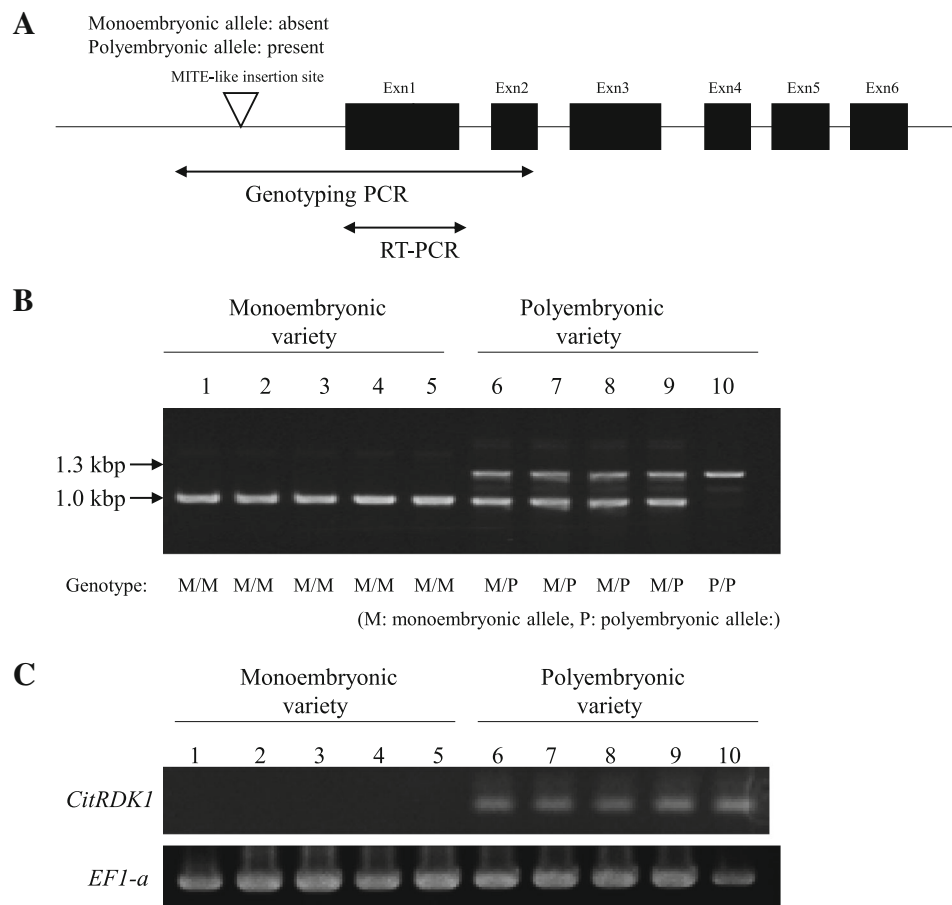 A
Monoembryonic allele: absent
Polyembryonic allele: present
MITE-like insertion site
Exn1 Exn2 Exn3 Exn4 Exn5 Exn6
Genotyping PCR
RT-PCR
B
Monoembryonic variety
Polyembryonic variety
1 2 3 4 5 6 7 8 9 10
1.3 kbp
1.0 kbp
Genotype: M/M M/M M/M M/M M/M M/P M/P M/P M/P P/P
(M: monoembryonic allele, P: polyembryonic allele:)
C
Monoembryonic variety
Polyembryonic variety
1 2 3 4 5 6 7 8 9 10
CitRDK1
EF1-a